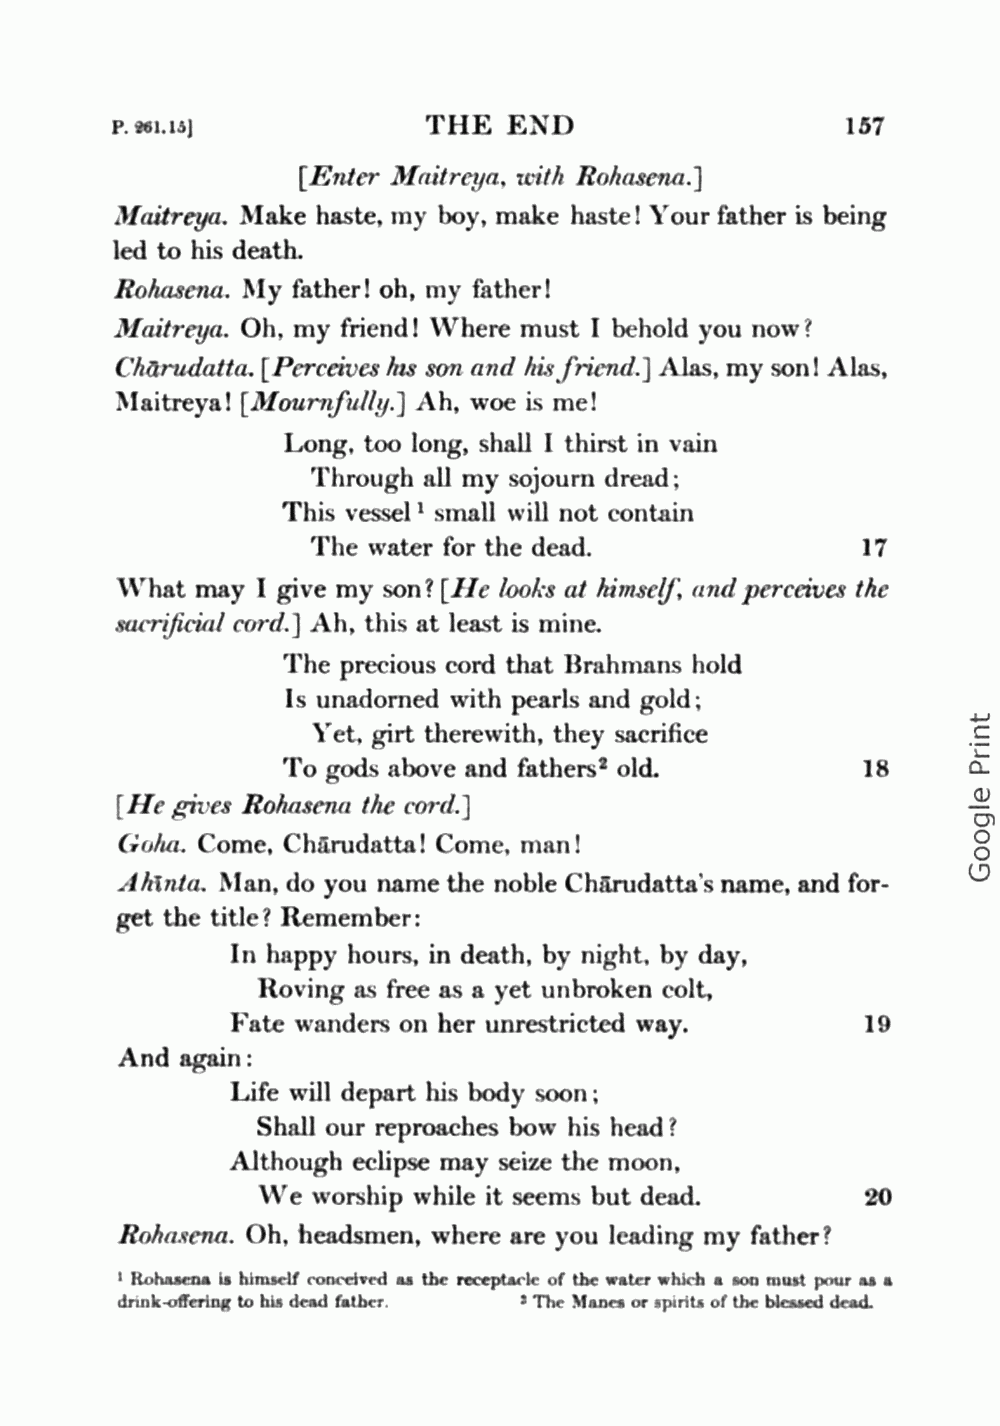 P. 261.15] THE END 157
[Enter Maitreya, with Rohasena.]
Maitreya. Make haste, my boy, make haste! Your father is being
led to his death.
Rohasena. My father! oh, my father!
Maitreya. Oh, my friend! Where must I behold you now?
Chārudatta. [Perceives his son and his friend.] Alas, my son! Alas,
Maitreya! [Mournfully.] Ah, woe is me!
Long, too long, shall I thirst in vain
Through all my sojourn dread;
This vessel¹ small will not contain
The water for the dead. 17
What may I give my son? [He looks at himself, and perceives the
sacrificial cord.] Ah, this at least is mine.
The precious cord that Brahmans hold
Is unadorned with pearls and gold;
Yet, girt therewith, they sacrifice
To gods above and fathers² old. 18
[He gives Rohasena the cord.]
Goha. Come, Chārudatta! Come, man!
Ahīnta. Man, do you name the noble Chārudatta's name, and for-
get the title? Remember:
In happy hours, in death, by night, by day,
Roving as free as a yet unbroken colt,
Fate wanders on her unrestricted way. 19
And again:
Life will depart his body soon;
Shall our reproaches bow his head?
Although eclipse may seize the moon,
We worship while it seems but dead. 20
Rohasena. Oh, headsmen, where are you leading my father?
¹ Rohasena is himself conceived as the receptacle of the water which a son must pour as a
drink-offering to his dead father. ² The Manes or spirits of the blessed dead.
Google Print